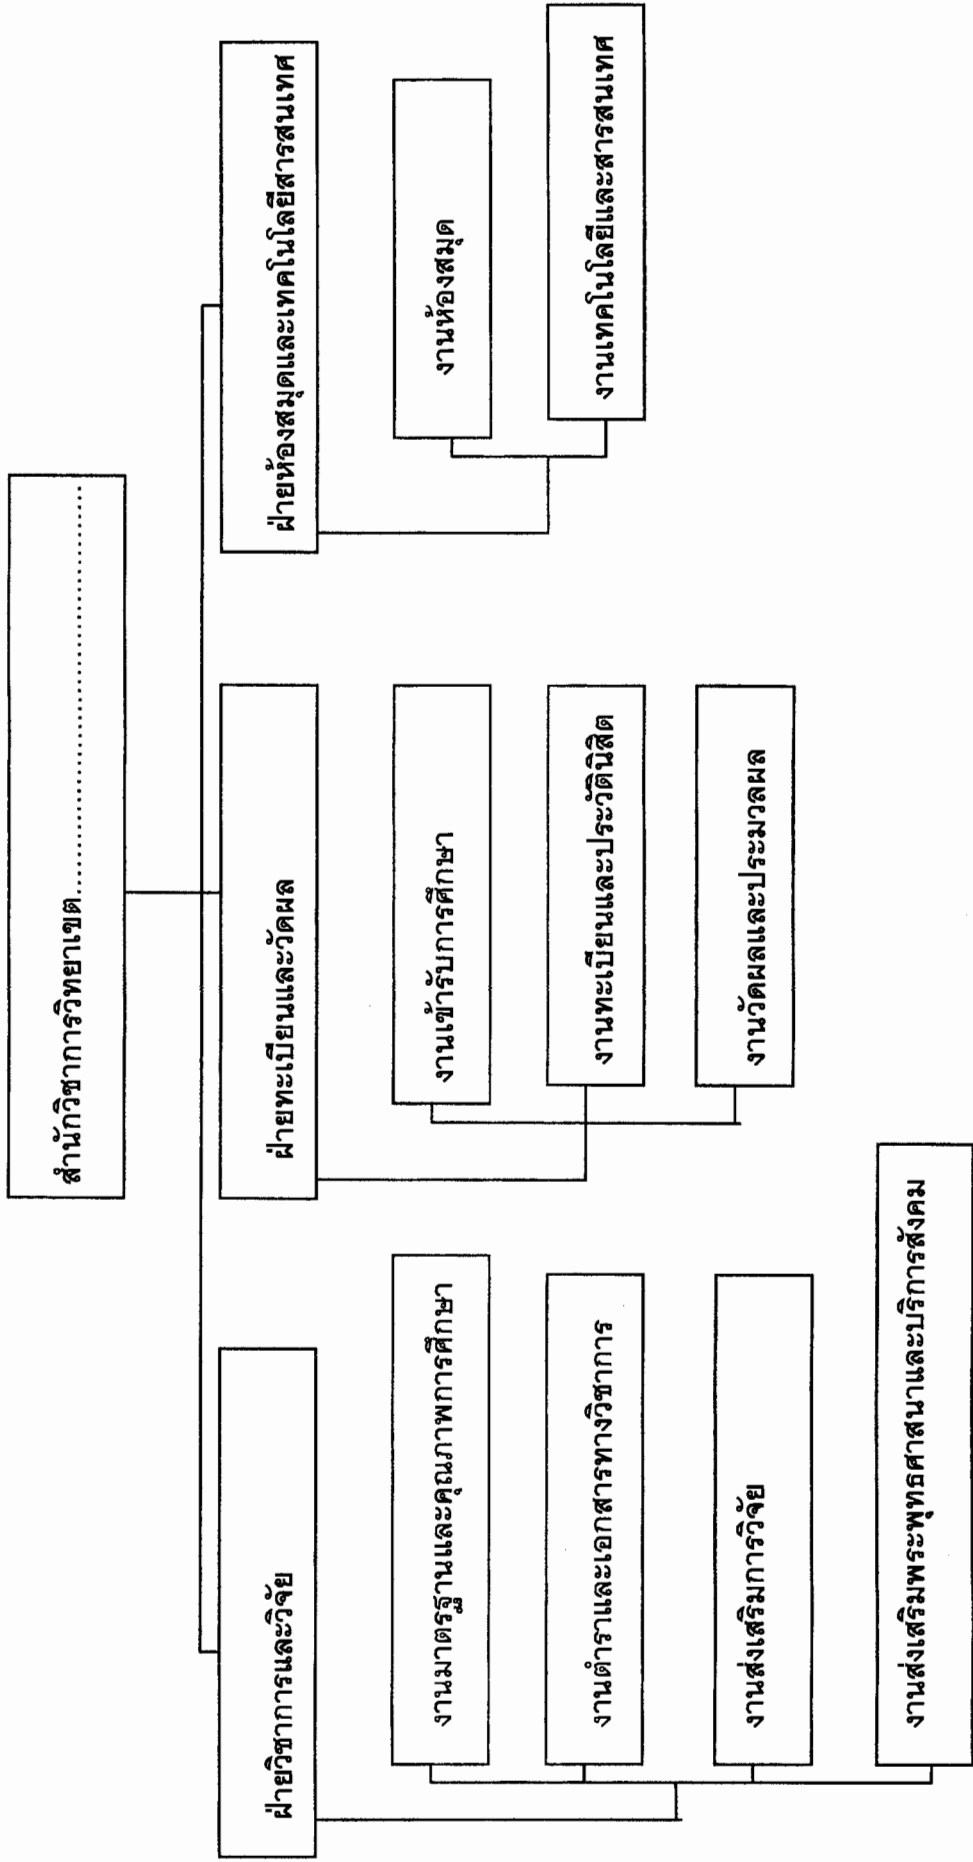 สำนักวิชาการวิทยาเขต..................................................
ฝ่ายวิชาการและวิจัย
งานมาตรฐานและคุณภาพการศึกษา
งานตำราและเอกสารทางวิชาการ
งานส่งเสริมการวิจัย
งานส่งเสริมพระพุทธศาสนาและบริการสังคม
ฝ่ายทะเบียนและวัดผล
งานเข้ารับการศึกษา
งานทะเบียนและประวัตินิสิต
งานวัดผลและประมวลผล
ฝ่ายห้องสมุดและเทคโนโลยีสารสนเทศ
งานห้องสมุด
งานเทคโนโลยีและสารสนเทศ